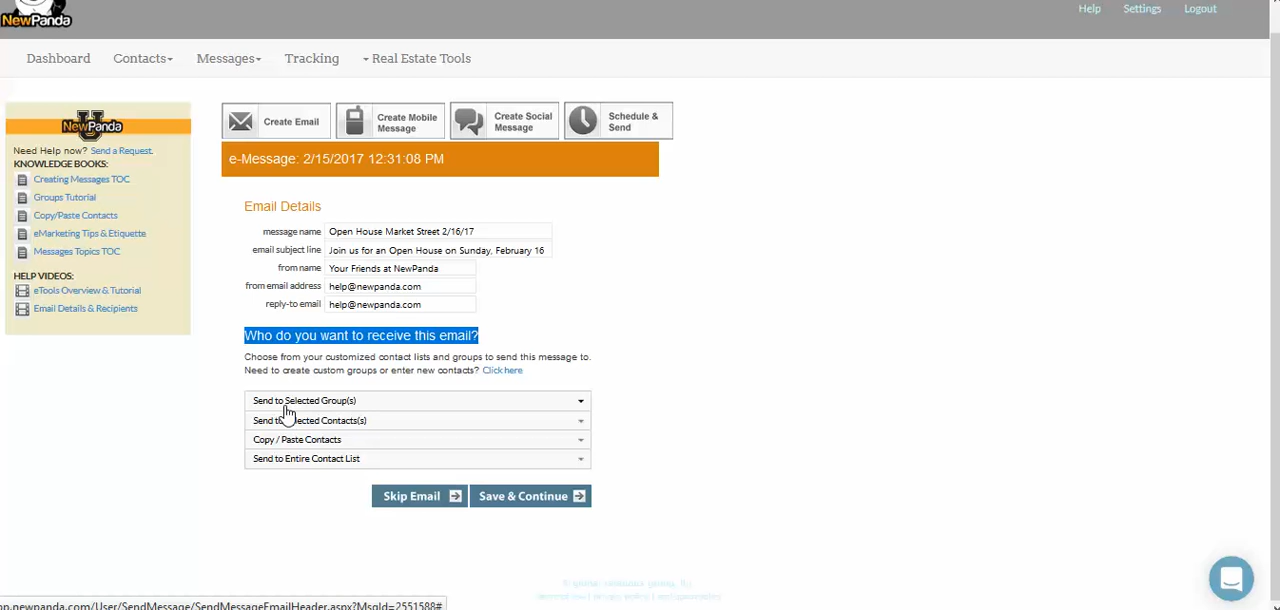 NewPanda
Help Settings Logout
Dashboard Contacts Messages Tracking Real Estate Tools
NewPanda
Need Help now? Send a Request.
KNOWLEDGE BOOKS:
Creating Messages TOC
Groups Tutorial
Copy/Paste Contacts
eMarketing Tips & Etiquette
Messages Topics TOC
HELP VIDEOS:
eTools Overview & Tutorial
Email Details & Recipients
Create Email
Create Mobile Message
Create Social Message
Schedule & Send
e-Message: 2/15/2017 12:31:08 PM
Email Details
message name Open House Market Street 2/16/17
email subject line Join us for an Open House on Sunday, February 16
from name Your Friends at NewPanda
from email address help@newpanda.com
reply-to email help@newpanda.com
Who do you want to receive this email?
Choose from your customized contact lists and groups to send this message to.
Need to create custom groups or enter new contacts? Click here
Send to Selected Group(s)
Send to Selected Contacts(s)
Copy / Paste Contacts
Send to Entire Contact List
Skip Email Save & Continue
op.newpanda.com/User/SendMessage/SendMessageEmailHeader.aspx?MsgId=2551588#